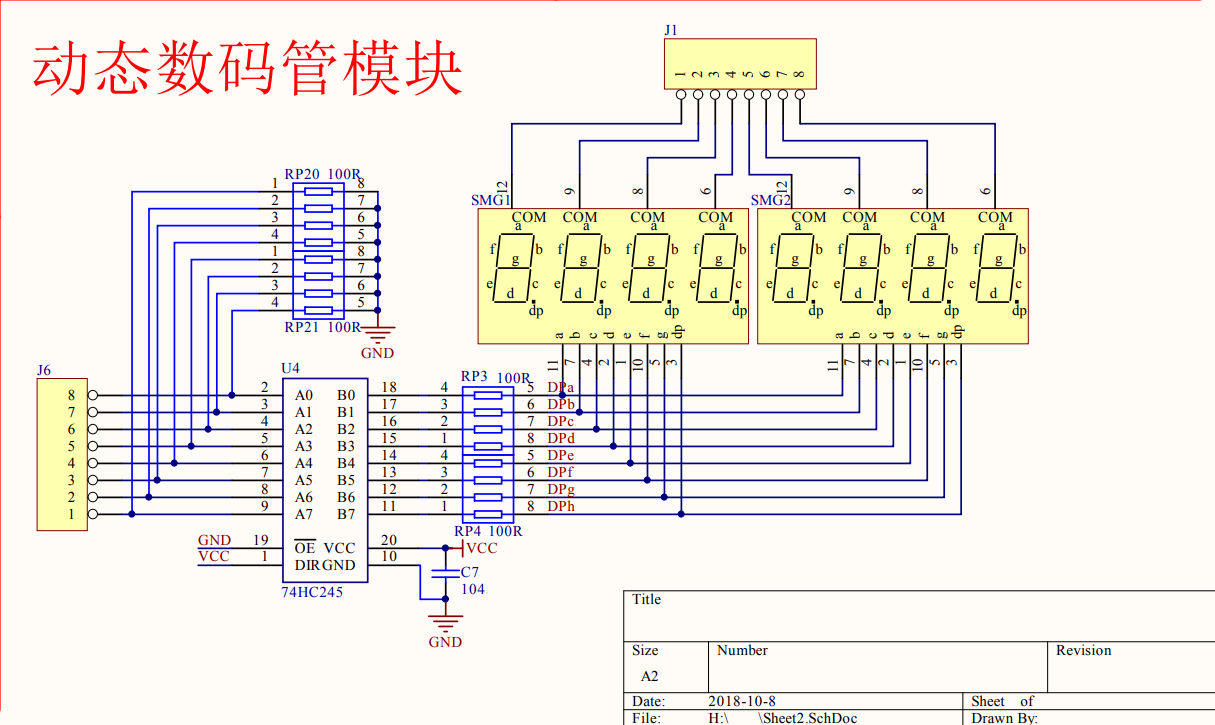 动态数码管模块
J1
1 2 3 4 5 6 7 8
RP20 100R
1 8
2 7
3 6
4 5
1 8
2 7
3 6
4 5
RP21 100R
GND
12 9 8 6 12 9 8 6
SMG1 SMG2
COM COM COM COM COM COM COM COM
a a a a a a a a
f b f b f b f b f b f b f b f b
g g g g g g g g
e c e c e c e c e c e c e c e c
d d d d d d d d
dp dp dp dp dp dp dp dp
a b c d e f g dp a b c d e f g dp
11 7 4 2 1 10 5 3 11 7 4 2 1 10 5 3
J6
8
7
6
5
4
3
2
1
U4
2 A0 B0 18
3 A1 B1 17
4 A2 B2 16
5 A3 B3 15
6 A4 B4 14
7 A5 B5 13
8 A6 B6 12
9 A7 B7 11
GND 19 OE VCC 20
VCC 1 DIR GND 10
74HC245
RP3 100R
4 5 DPa
3 6 DPb
2 7 DPc
1 8 DPd
4 5 DPe
3 6 DPf
2 7 DPg
1 8 DPh
RP4 100R
VCC
C7
104
GND
Title
Size Number Revision
A2
Date: 2018-10-8 Sheet of
File: H:\ \Sheet2.SchDoc Drawn By: